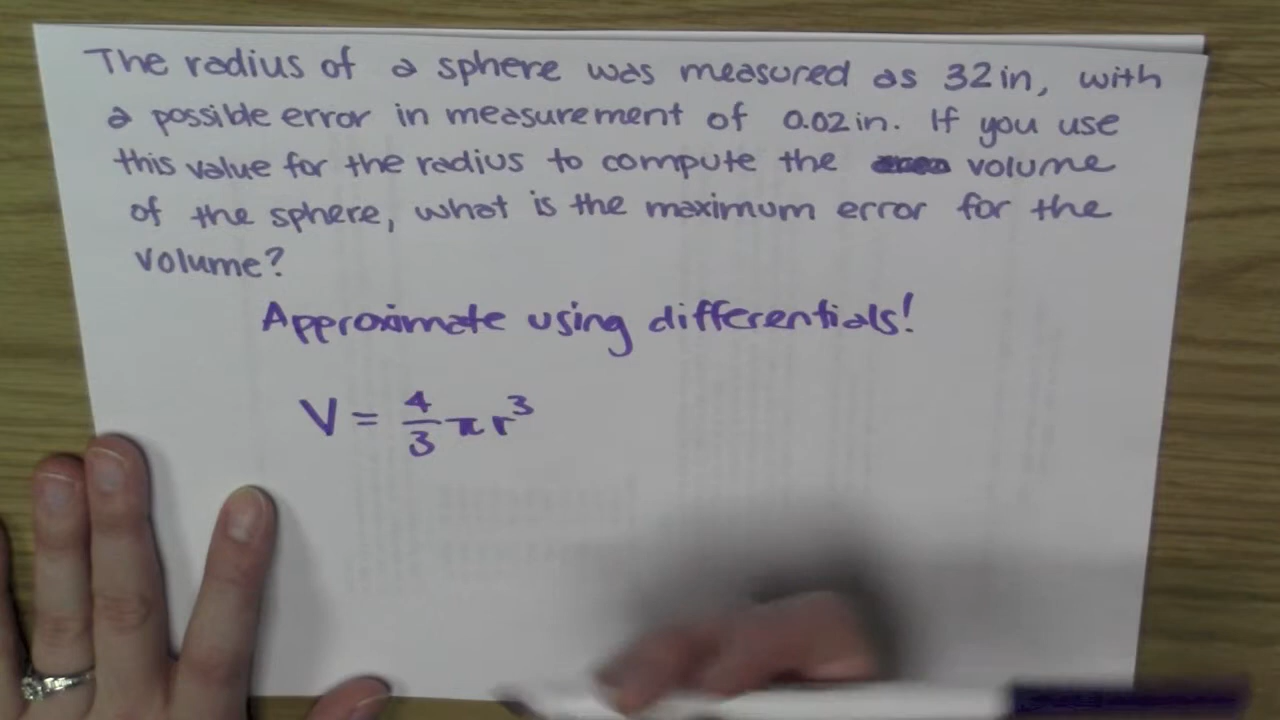 The radius of a sphere was measured as 32 in, with
a possible error in measurement of 0.02 in. If you use
this value for the radius to compute the volume
of the sphere, what is the maximum error for the
volume?
Approximate using differentials!
V = 4/3 π r³